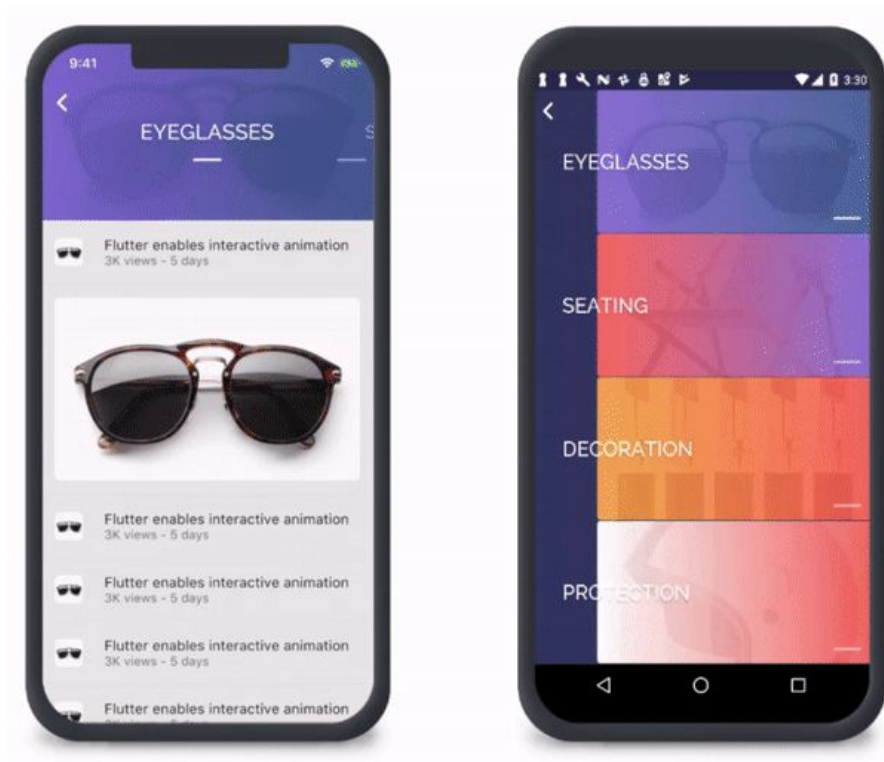 9:41
EYEGLASSES
S
Flutter enables interactive animation
3K views - 5 days
Flutter enables interactive animation
3K views - 5 days
Flutter enables interactive animation
3K views - 5 days
Flutter enables interactive animation
3K views - 5 days
Flutter enables interactive animation
3:30
EYEGLASSES
SEATING
DECORATION
PROTECTION